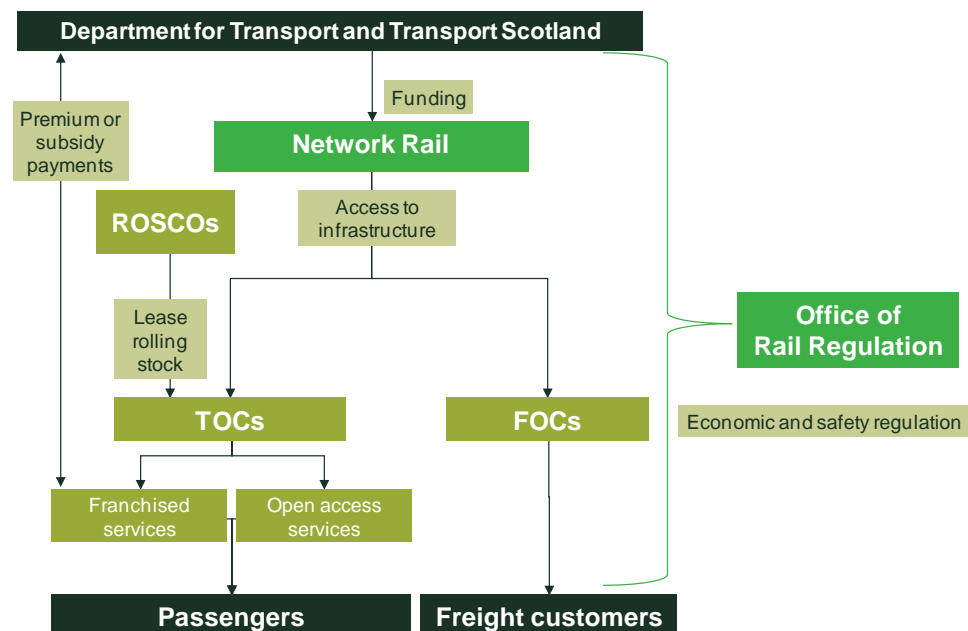 Department for Transport and Transport Scotland
Funding
Premium or
subsidy
payments
Network Rail
ROSCOs
Access to
infrastructure
Lease
rolling
stock
Office of
Rail Regulation
TOCs
FOCs
Economic and safety regulation
Franchised
services
Open access
services
Passengers
Freight customers